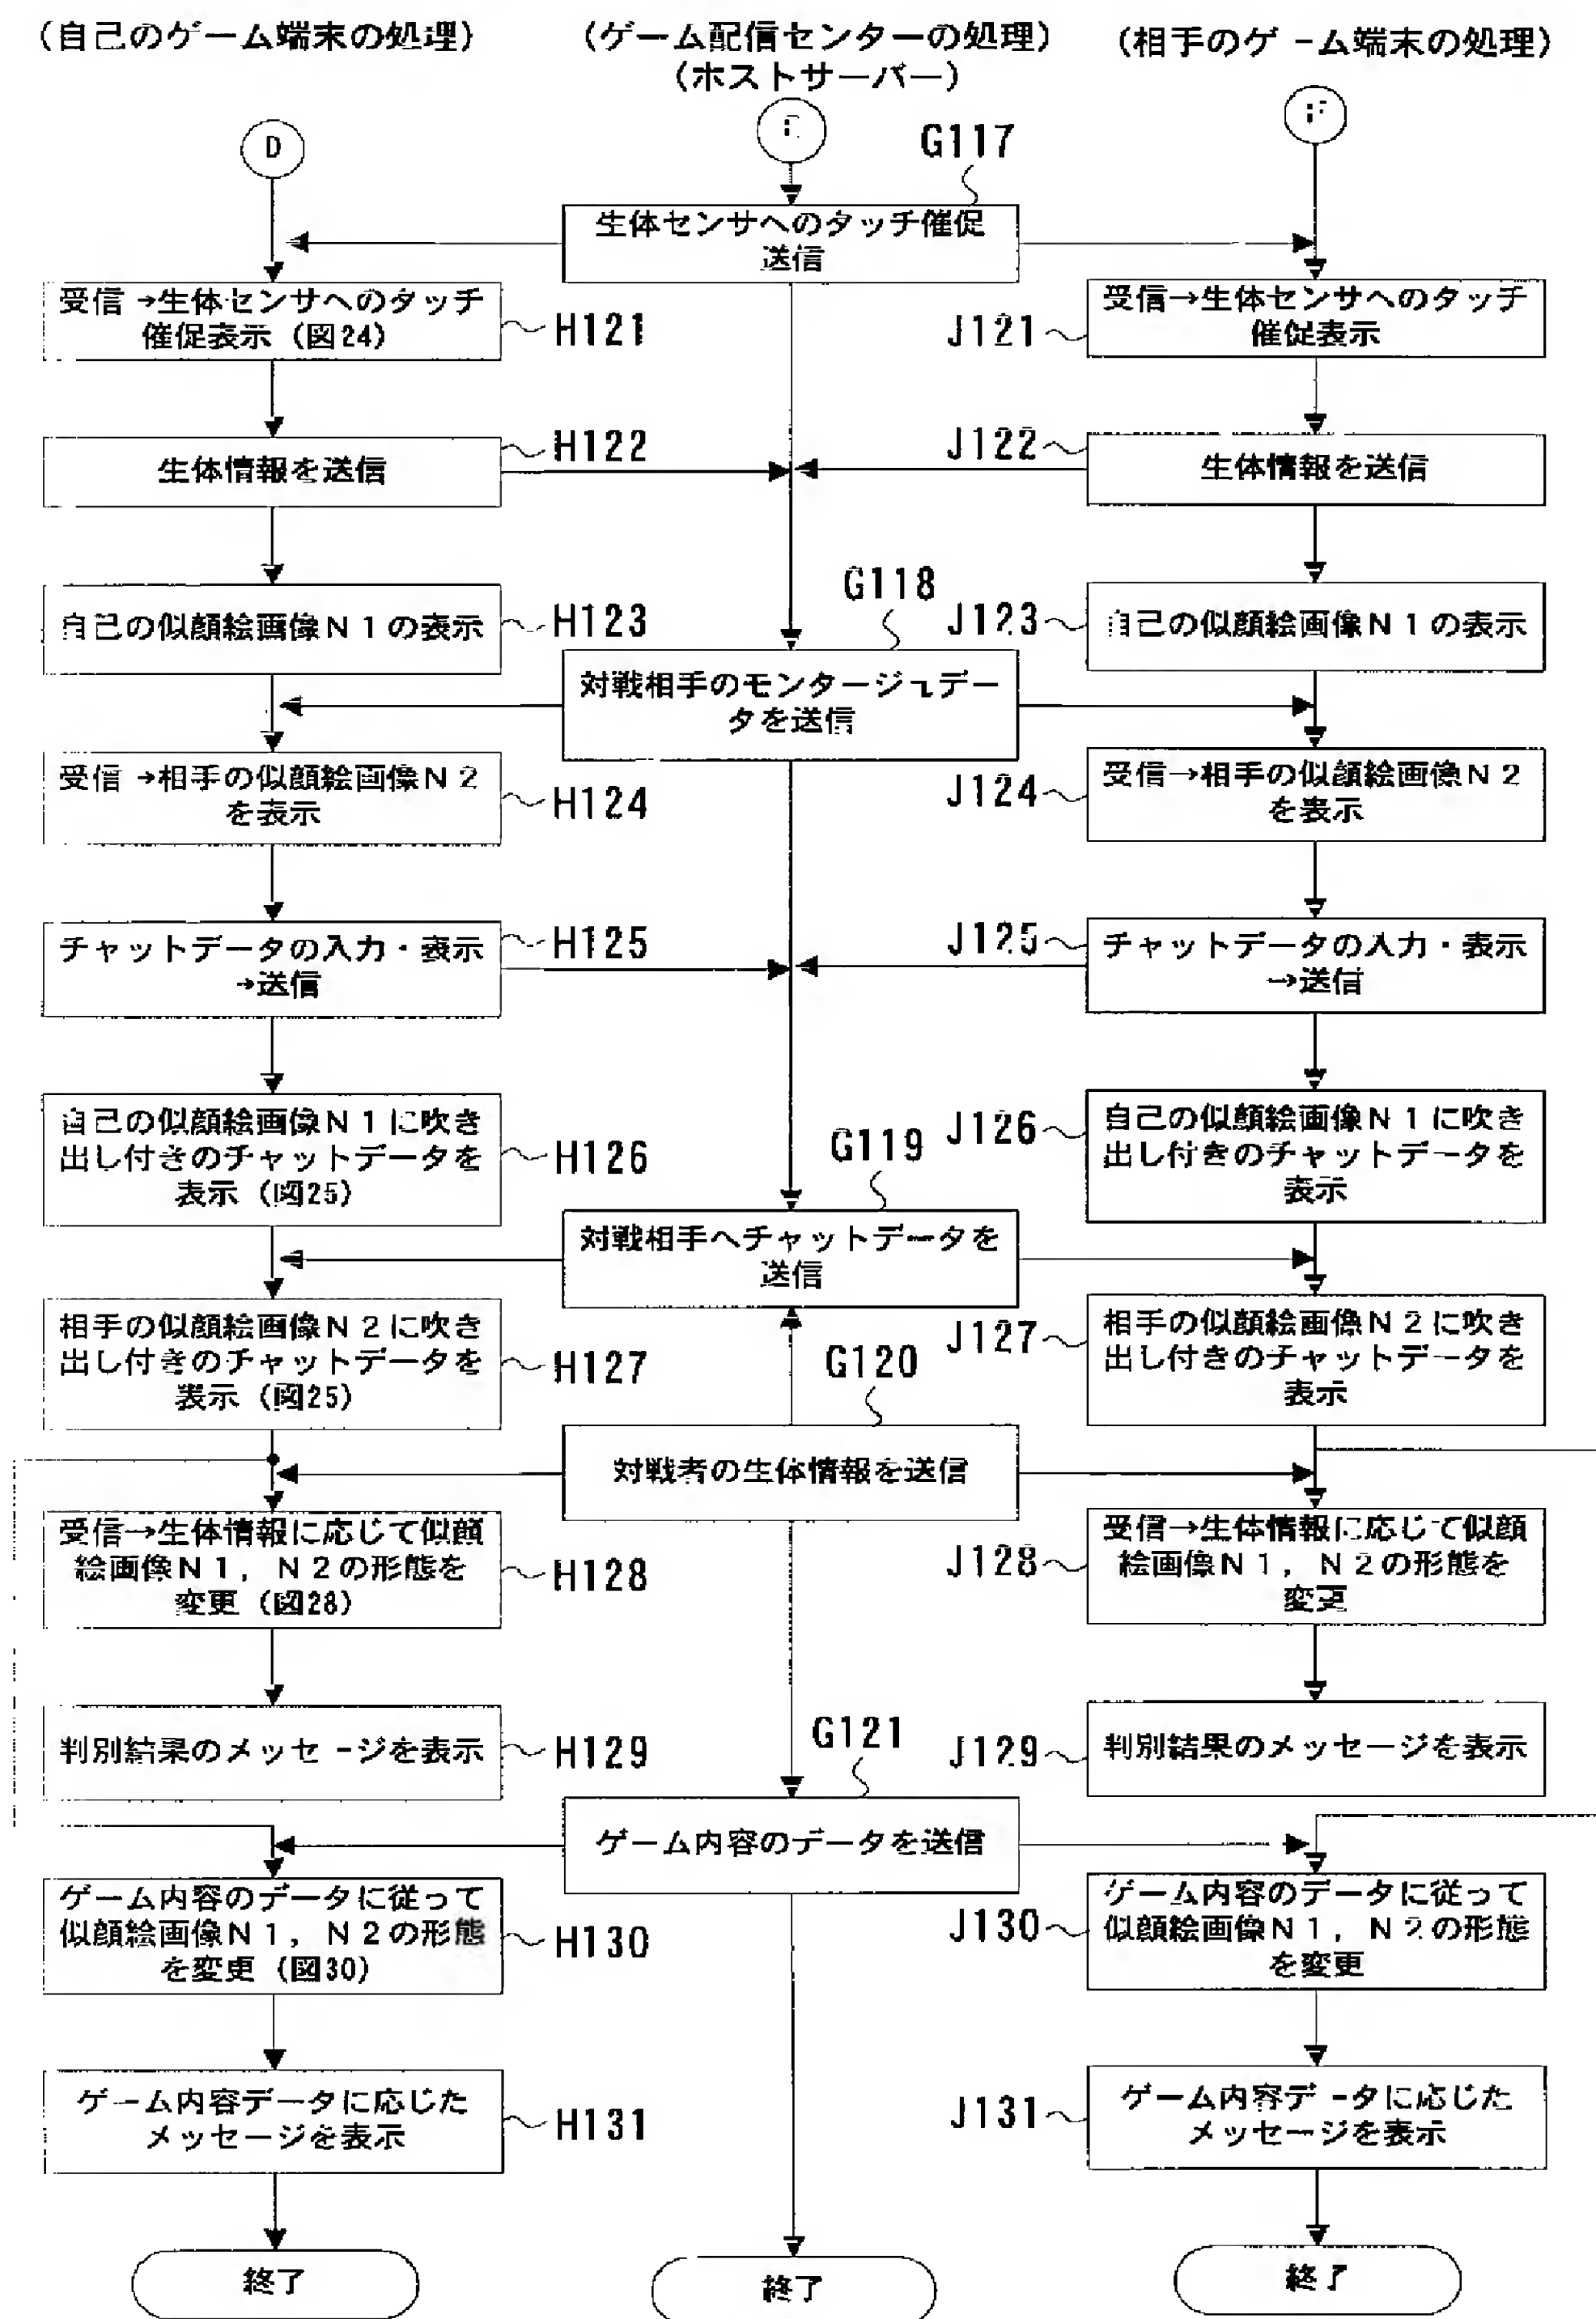 (自己のゲーム端末の処理)
(ゲーム配信センターの処理)
(ホストサーバー)
(相手のゲーム端末の処理)
D
G117
生体センサへのタッチ催促
送信
受信→生体センサへのタッチ
催促表示 (図24)
H121
J121
受信→生体センサへのタッチ
催促表示
生体情報を送信
H122
J122
生体情報を送信
自己の似顔絵画像N1の表示
H123
G118
J123
自己の似顔絵画像N1の表示
対戦相手のモンタージュデー
タを送信
受信→相手の似顔絵画像N2
を表示
H124
J124
受信→相手の似顔絵画像N2
を表示
チャットデータの入力・表示
→送信
H125
J125
チャットデータの入力・表示
→送信
自己の似顔絵画像N1に吹き
出し付きのチャットデータを
表示 (図25)
H126
G119
J126
自己の似顔絵画像N1に吹き
出し付きのチャットデータを
表示
対戦相手へチャットデータを
送信
相手の似顔絵画像N2に吹き
出し付きのチャットデータを
表示 (図25)
H127
G120
J127
相手の似顔絵画像N2に吹き
出し付きのチャットデータを
表示
対戦者の生体情報を送信
受信→生体情報に応じて似顔
絵画像N1, N2の形態を
変更 (図28)
H128
J128
受信→生体情報に応じて似顔
絵画像N1, N2の形態を
変更
判別結果のメッセージを表示
H129
G121
J129
判別結果のメッセージを表示
ゲーム内容のデータを送信
ゲーム内容のデータに従って
似顔絵画像N1, N2の形態
を変更 (図30)
H130
J130
ゲーム内容のデータに従って
似顔絵画像N1, N2の形態
を変更
ゲーム内容データに応じた
メッセージを表示
H131
J131
ゲーム内容データに応じた
メッセージを表示
終了
終了
終了